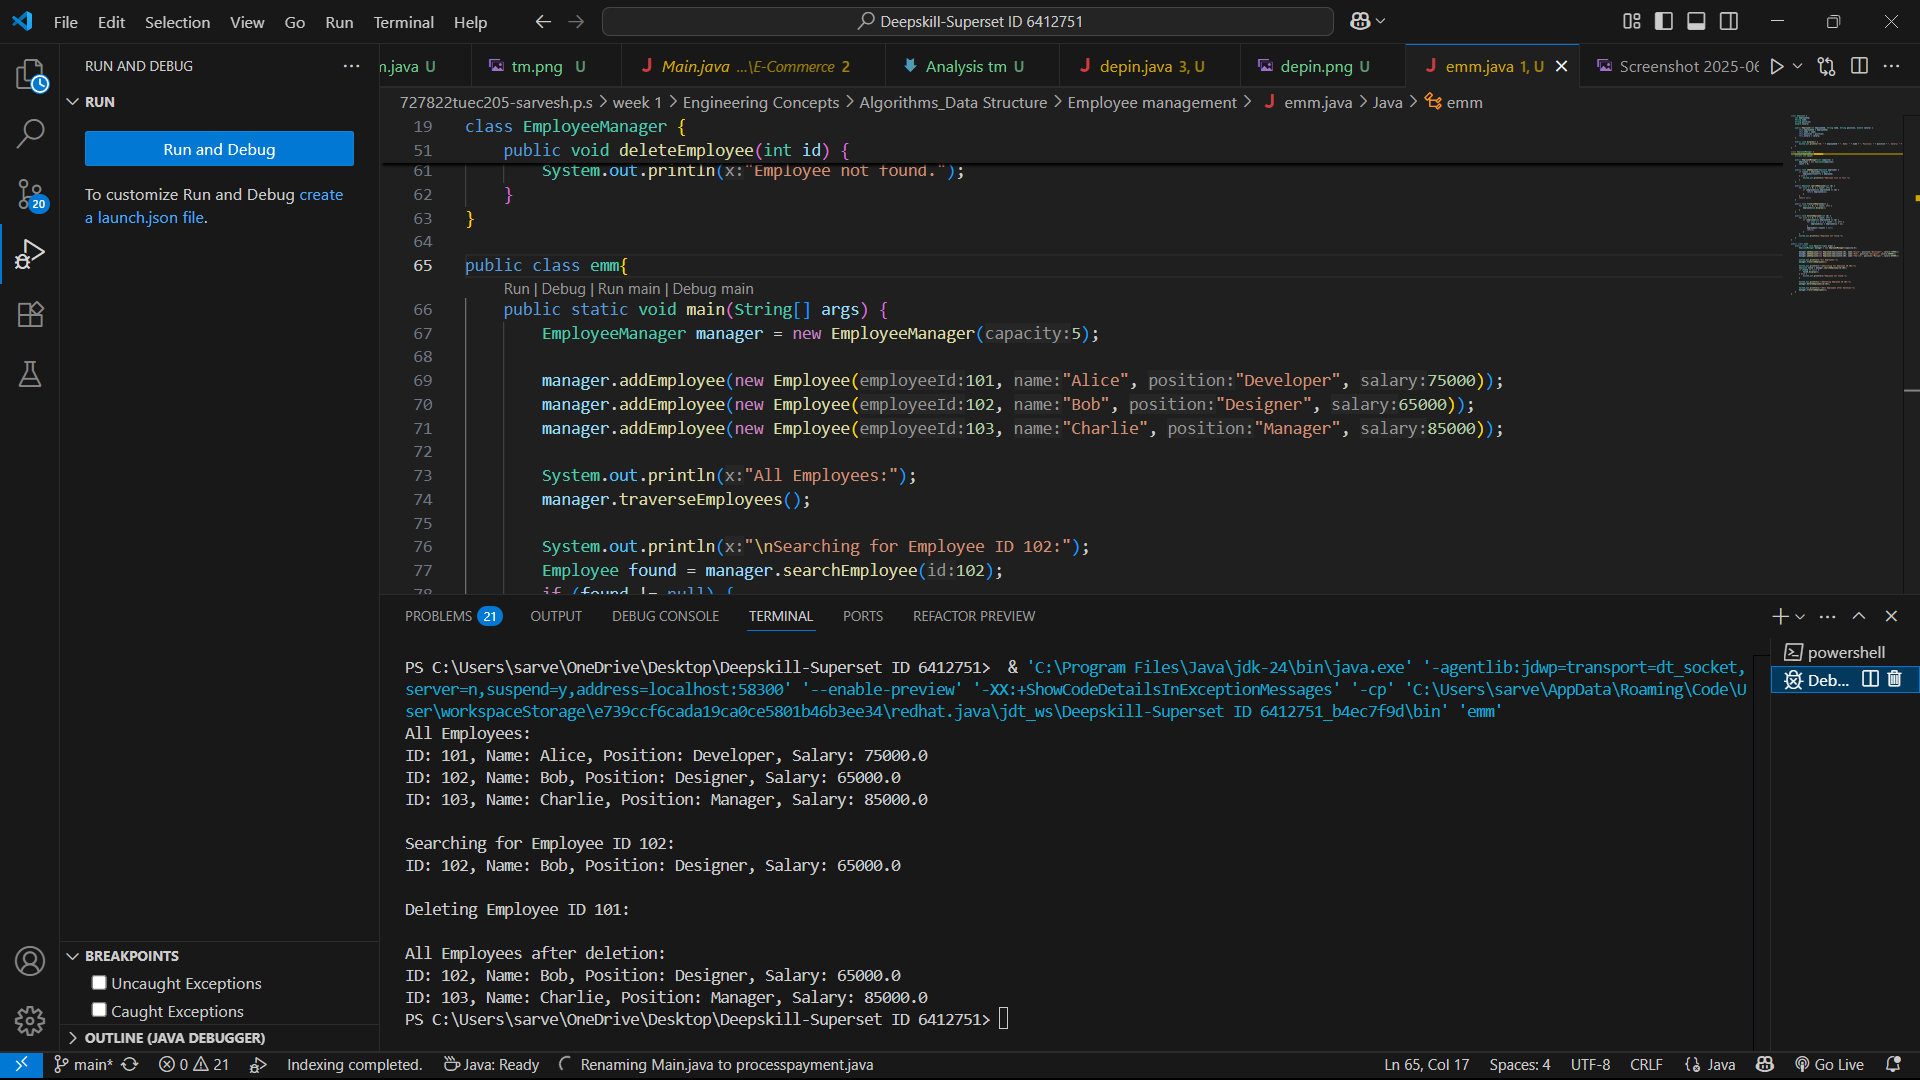 File Edit Selection View Go Run Terminal Help
Deepskill-Superset ID 6412751
RUN AND DEBUG
RUN
Run and Debug
To customize Run and Debug create
a launch.json file.
20
BREAKPOINTS
Uncaught Exceptions
Caught Exceptions
OUTLINE (JAVA DEBUGGER)
.java U
tm.png U
J Main.java ...\E-Commerce 2
Analysis tm U
J depin.java 3, U
depin.png U
J emm.java 1, U
Screenshot 2025-06
727822tuec205-sarvesh.p.s > week 1 > Engineering Concepts > Algorithms_Data Structure > Employee management > J emm.java > Java > emm
19 class EmployeeManager {
51 public void deleteEmployee(int id) {
61 System.out.println(x:"Employee not found.");
62 }
63 }
64
65 public class emm{
Run | Debug | Run main | Debug main
66 public static void main(String[] args) {
67 EmployeeManager manager = new EmployeeManager(capacity:5);
68
69 manager.addEmployee(new Employee(employeeId:101, name:"Alice", position:"Developer", salary:75000));
70 manager.addEmployee(new Employee(employeeId:102, name:"Bob", position:"Designer", salary:65000));
71 manager.addEmployee(new Employee(employeeId:103, name:"Charlie", position:"Manager", salary:85000));
72
73 System.out.println(x:"All Employees:");
74 manager.traverseEmployees();
75
76 System.out.println(x:"\nSearching for Employee ID 102:");
77 Employee found = manager.searchEmployee(id:102);
78 if (found != null) {
PROBLEMS 21 OUTPUT DEBUG CONSOLE TERMINAL PORTS REFACTOR PREVIEW
powershell
Deb...
PS C:\Users\sarve\OneDrive\Desktop\Deepskill-Superset ID 6412751> & 'C:\Program Files\Java\jdk-24\bin\java.exe' '-agentlib:jdwp=transport=dt_socket,
server=n,suspend=y,address=localhost:58300' '--enable-preview' '-XX:+ShowCodeDetailsInExceptionMessages' '-cp' 'C:\Users\sarve\AppData\Roaming\Code\U
ser\workspaceStorage\e739ccf6cada19ca0ce5801b46b3ee34\redhat.java\jdt_ws\Deepskill-Superset ID 6412751_b4ec7f9d\bin' 'emm'
All Employees:
ID: 101, Name: Alice, Position: Developer, Salary: 75000.0
ID: 102, Name: Bob, Position: Designer, Salary: 65000.0
ID: 103, Name: Charlie, Position: Manager, Salary: 85000.0
Searching for Employee ID 102:
ID: 102, Name: Bob, Position: Designer, Salary: 65000.0
Deleting Employee ID 101:
All Employees after deletion:
ID: 102, Name: Bob, Position: Designer, Salary: 65000.0
ID: 103, Name: Charlie, Position: Manager, Salary: 85000.0
PS C:\Users\sarve\OneDrive\Desktop\Deepskill-Superset ID 6412751>
main* 0 21 Indexing completed. Java: Ready Renaming Main.java to processpayment.java Ln 65, Col 17 Spaces: 4 UTF-8 CRLF {} Java Go Live